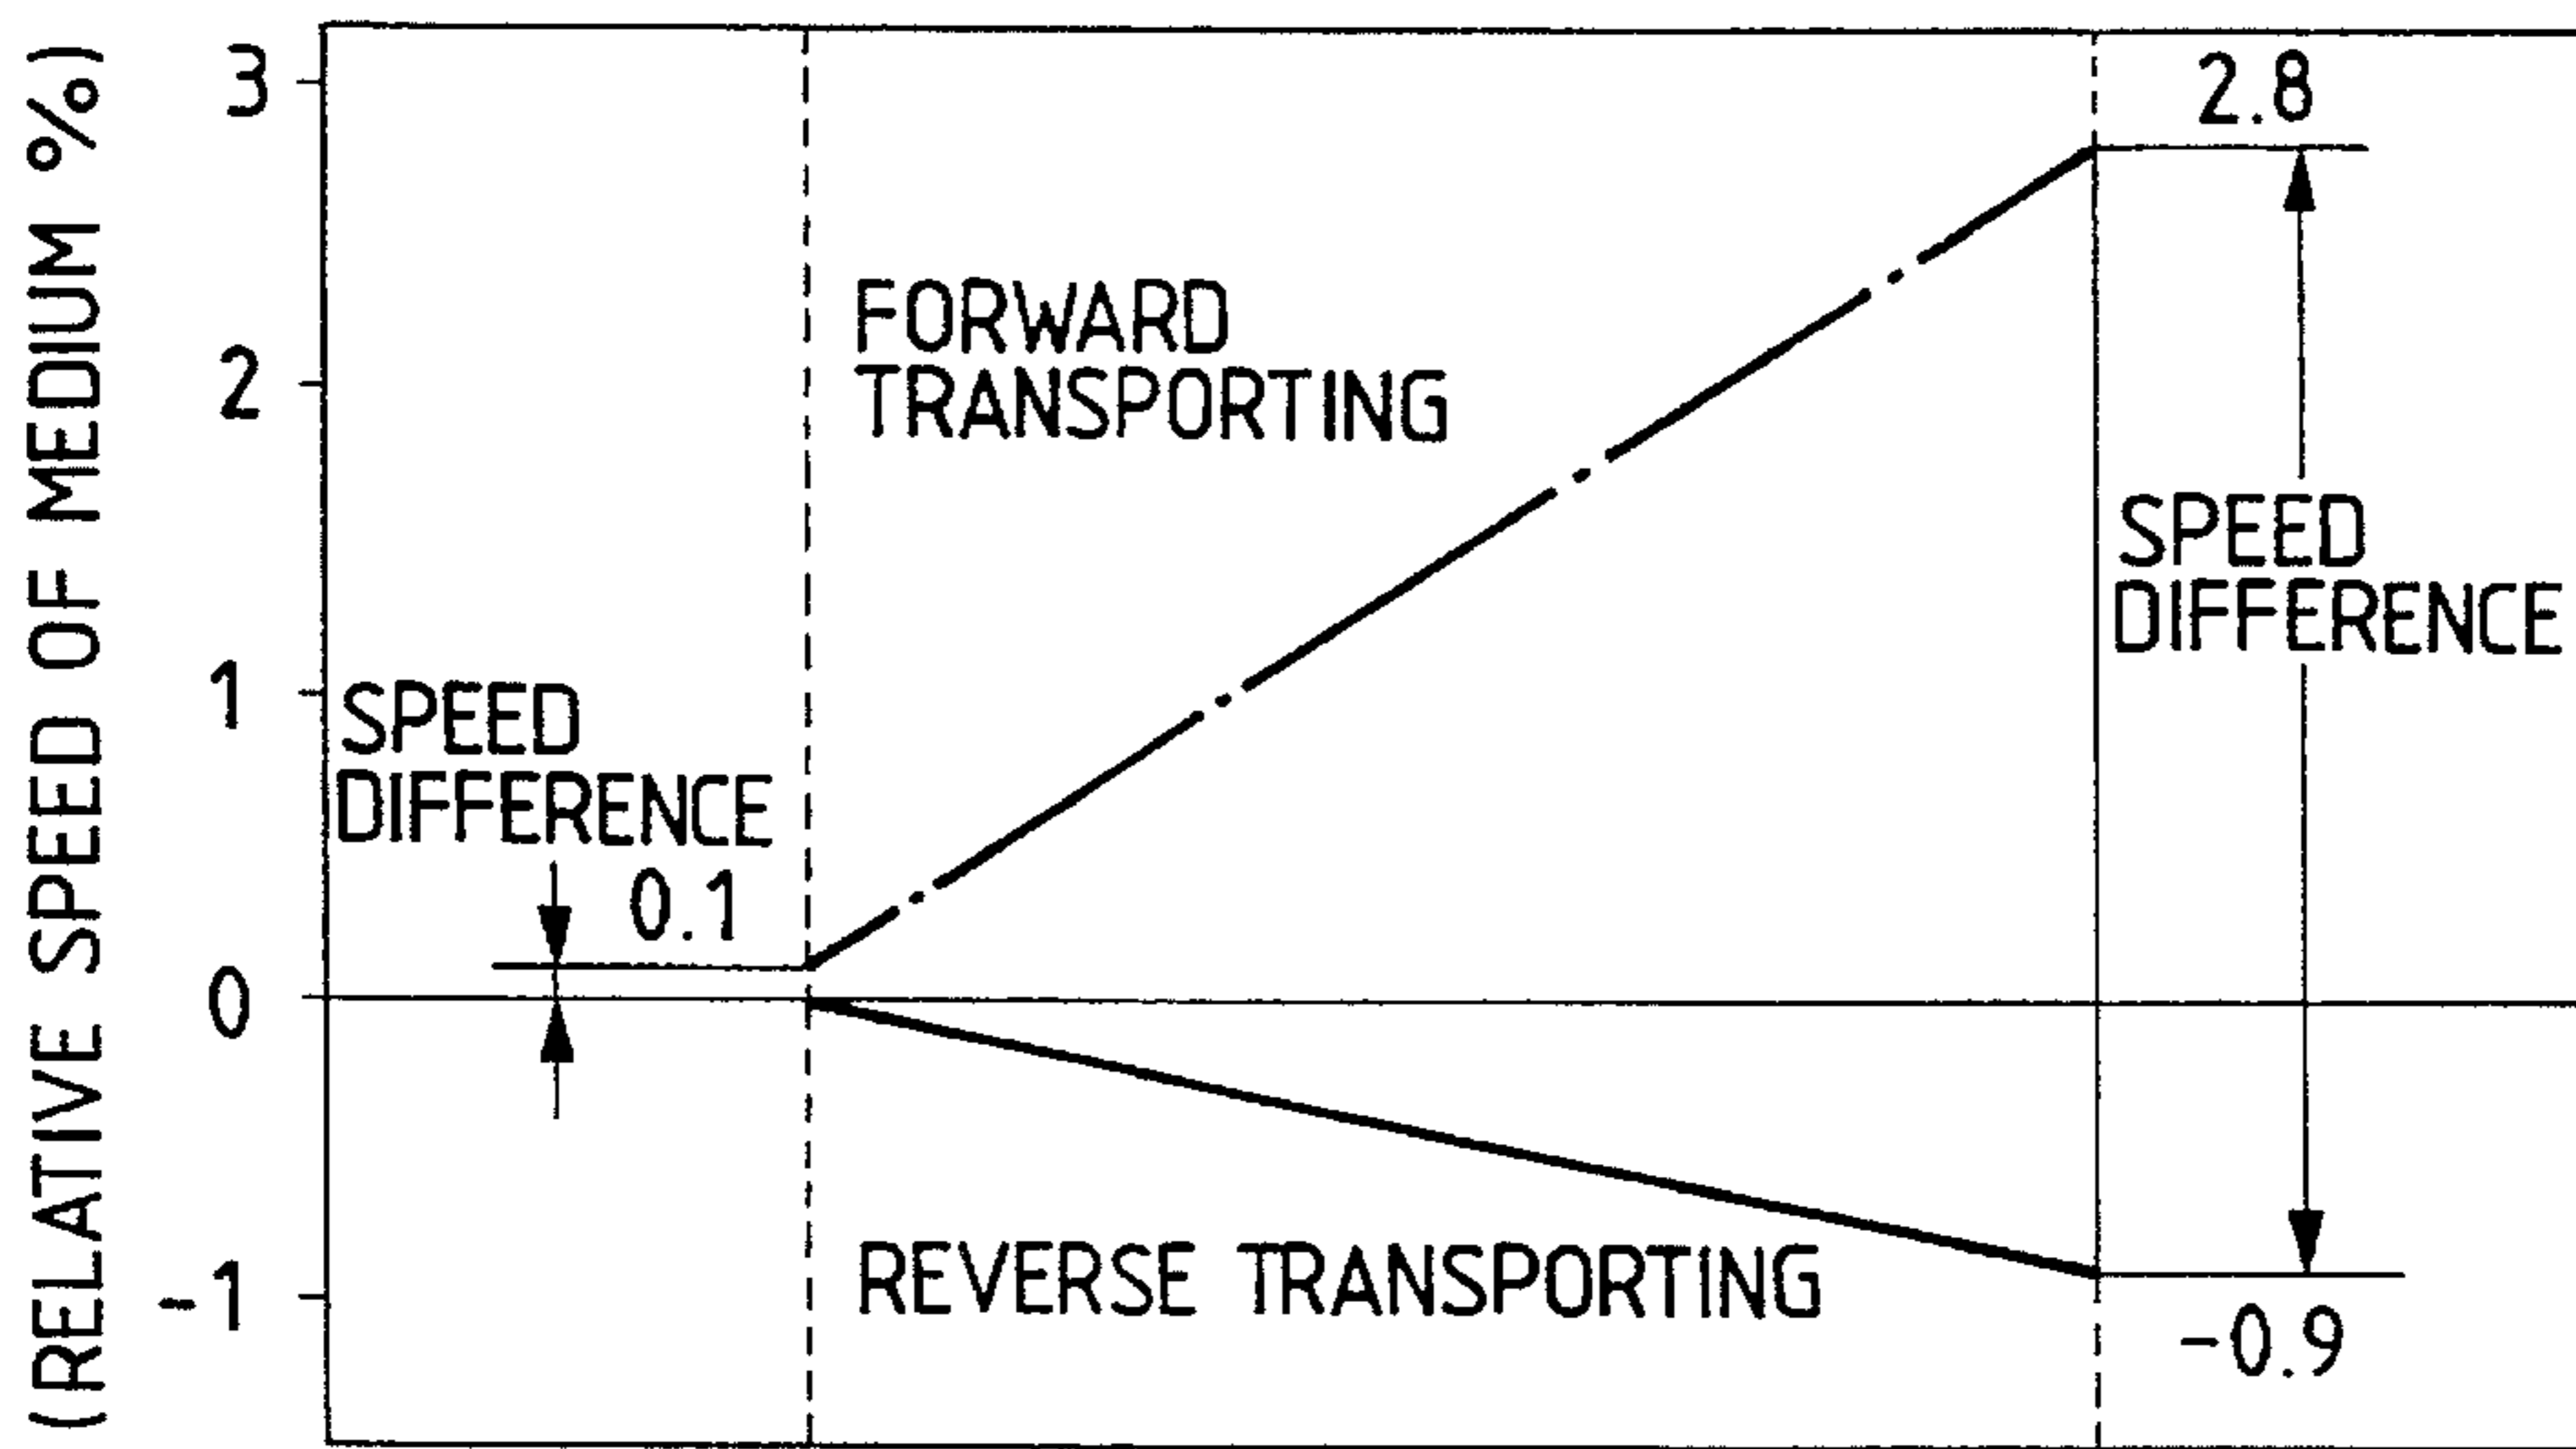 (RELATIVE SPEED OF MEDIUM %)
3
2
1
0
-1
2.8
FORWARD
TRANSPORTING
SPEED
DIFFERENCE
SPEED
DIFFERENCE
0.1
REVERSE TRANSPORTING
-0.9